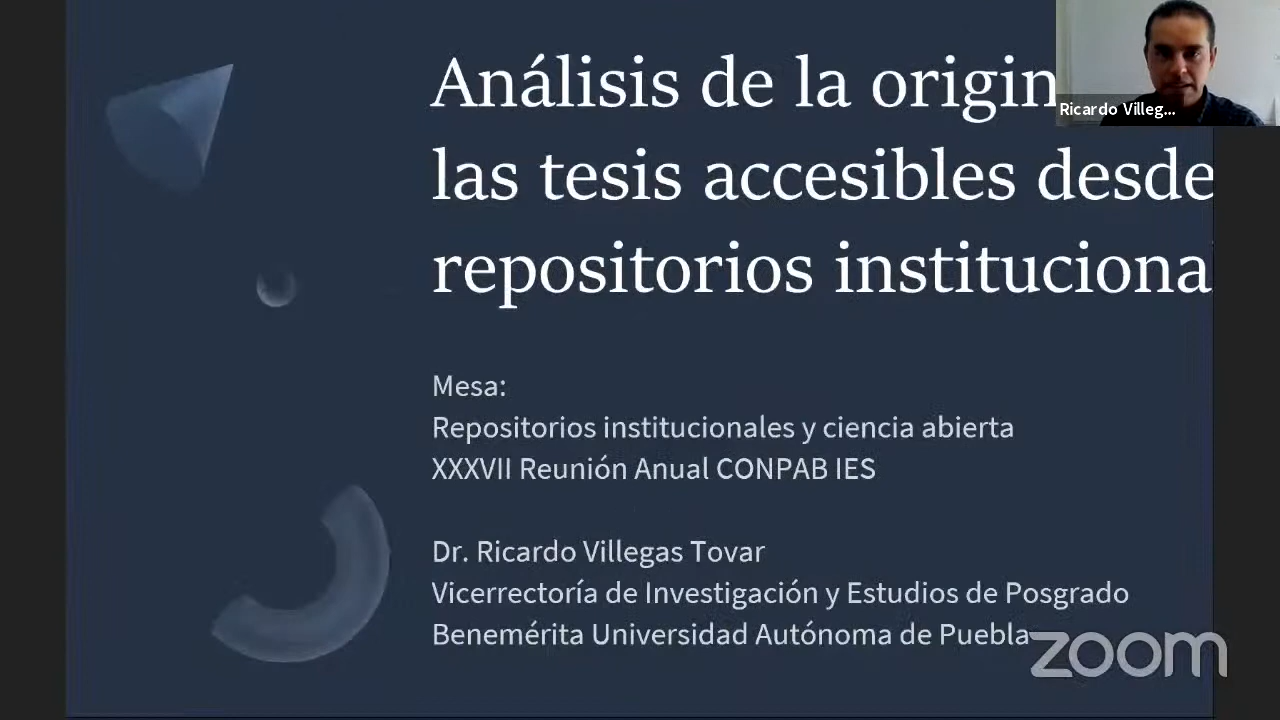 Análisis de la origin
las tesis accesibles desde
repositorios instituciona
Ricardo Villeg...
Mesa:
Repositorios institucionales y ciencia abierta
XXXVII Reunión Anual CONPAB IES
Dr. Ricardo Villegas Tovar
Vicerrectoría de Investigación y Estudios de Posgrado
Benemérita Universidad Autónoma de Puebla
zoom